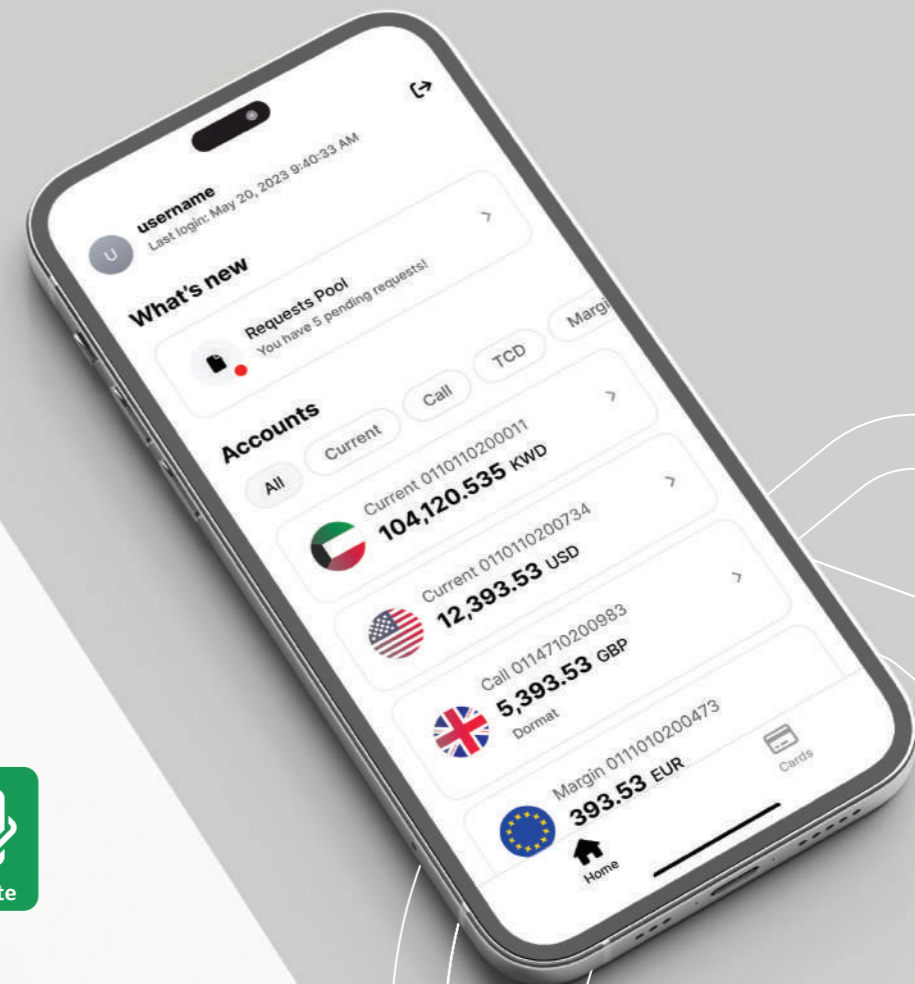 username
Last login: May 20, 2023 9:40:33 AM
U
What's new
Requests Pool
You have 5 pending requests!
Accounts
All
Current
Call
TCD
Margi
Current 0110110200011
104,120.535 KWD
Current 0110110200734
12,393.53 USD
Call 0114710200983
5,393.53 GBP
Dormat
Margin 0111010200473
393.53 EUR
Home
Cards
te